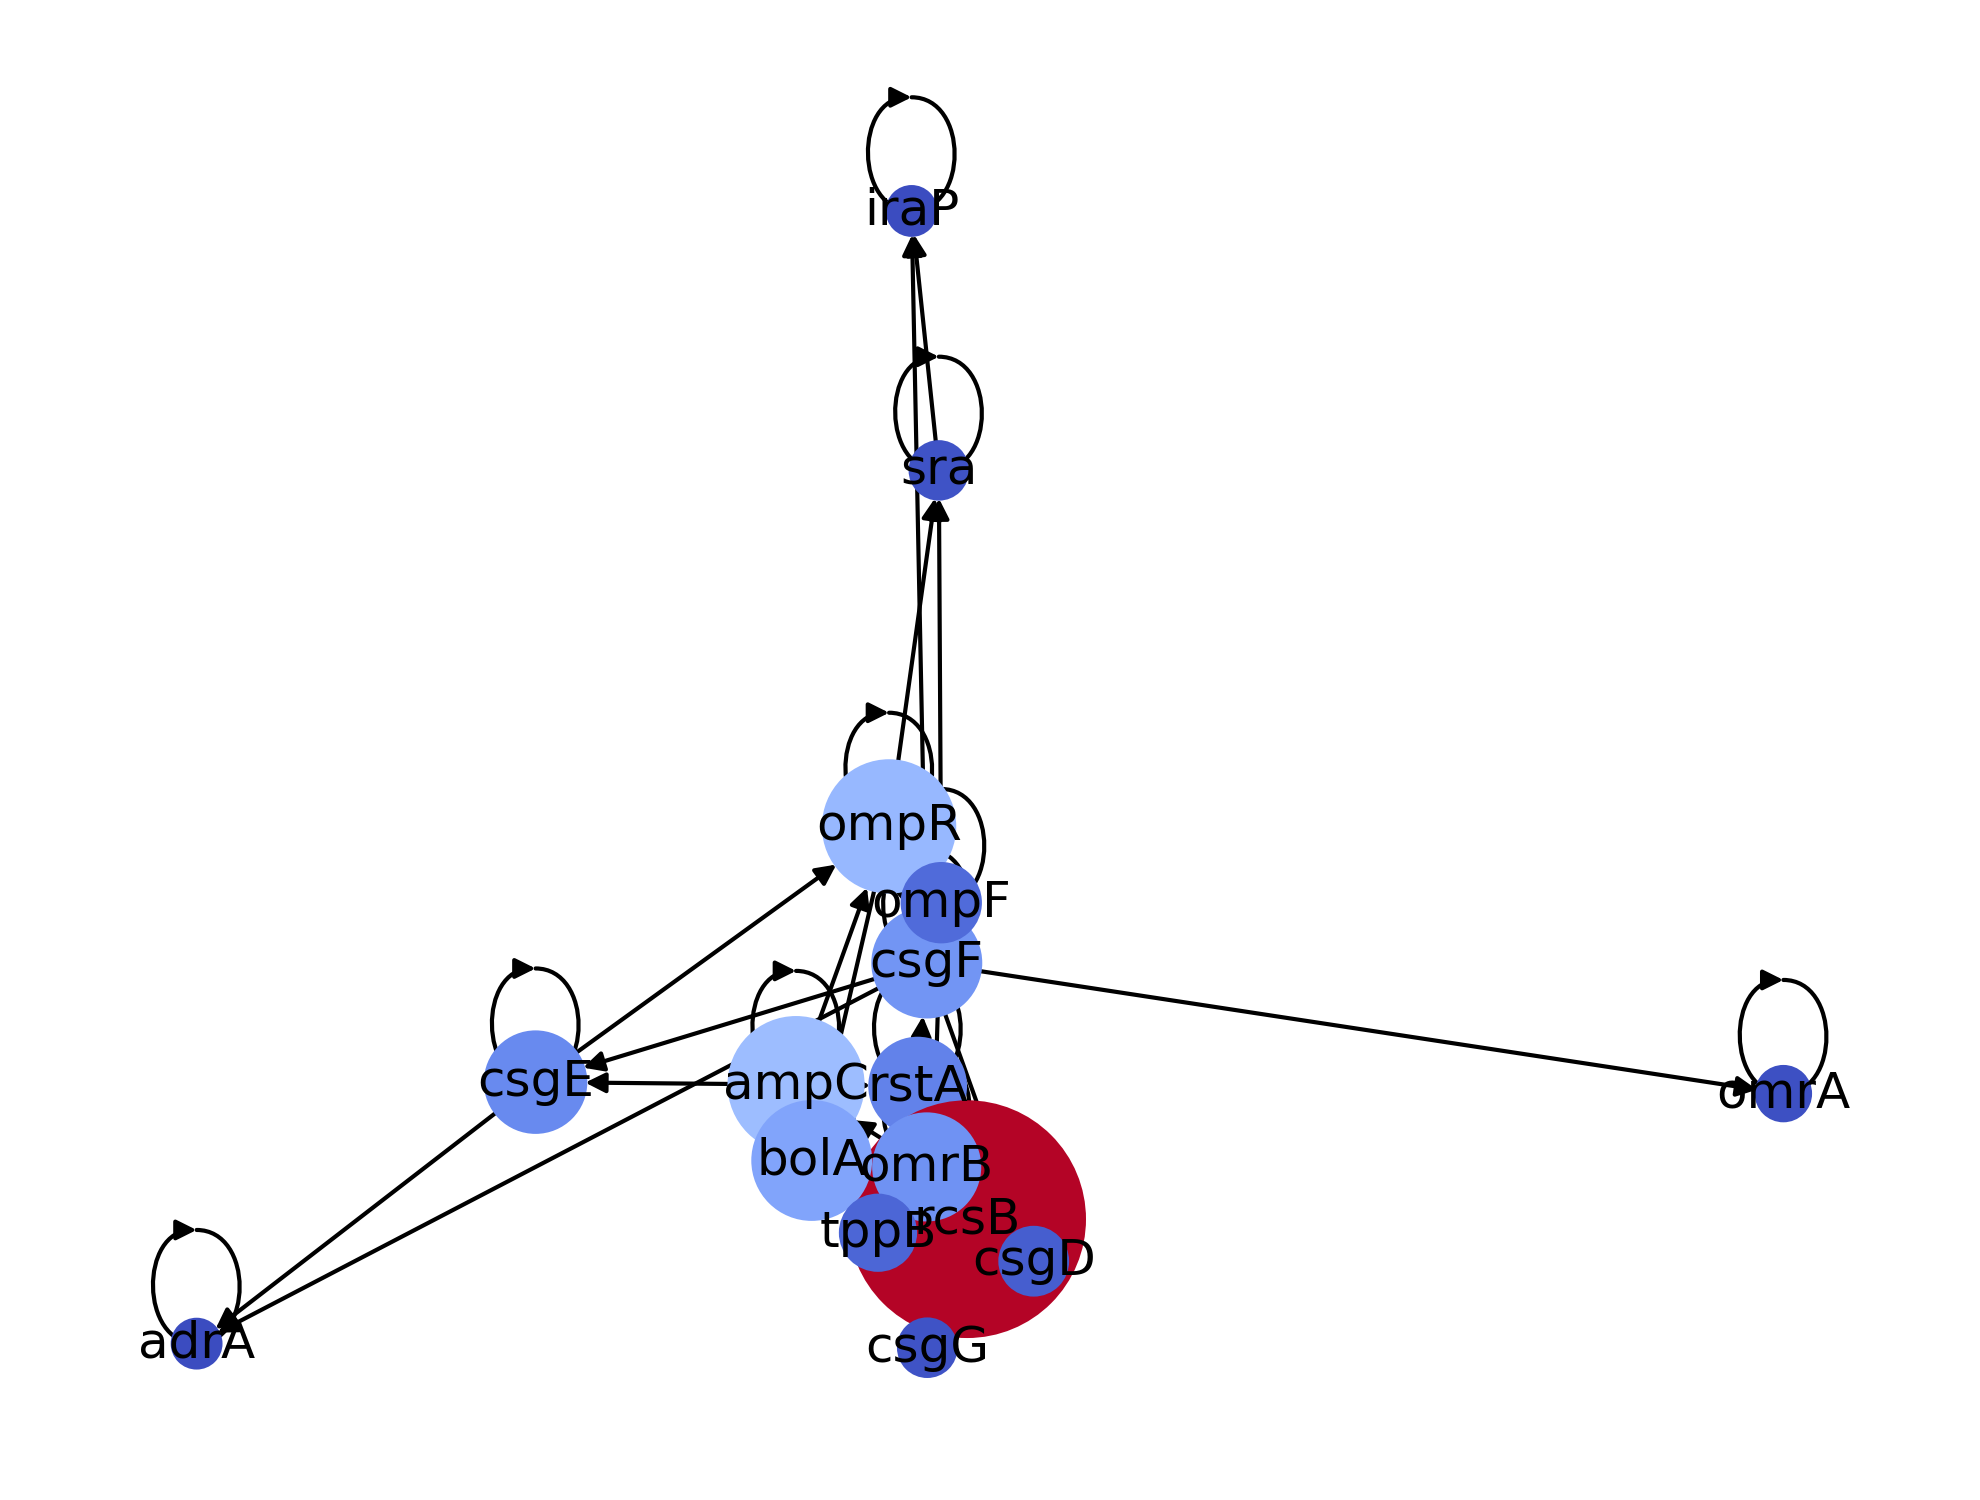 iraP
sra
ompR
ompF
csgF
csgE
ampC
rstA
omrA
bolA
omrB
rcsB
tppB
csgD
adrA
csgG